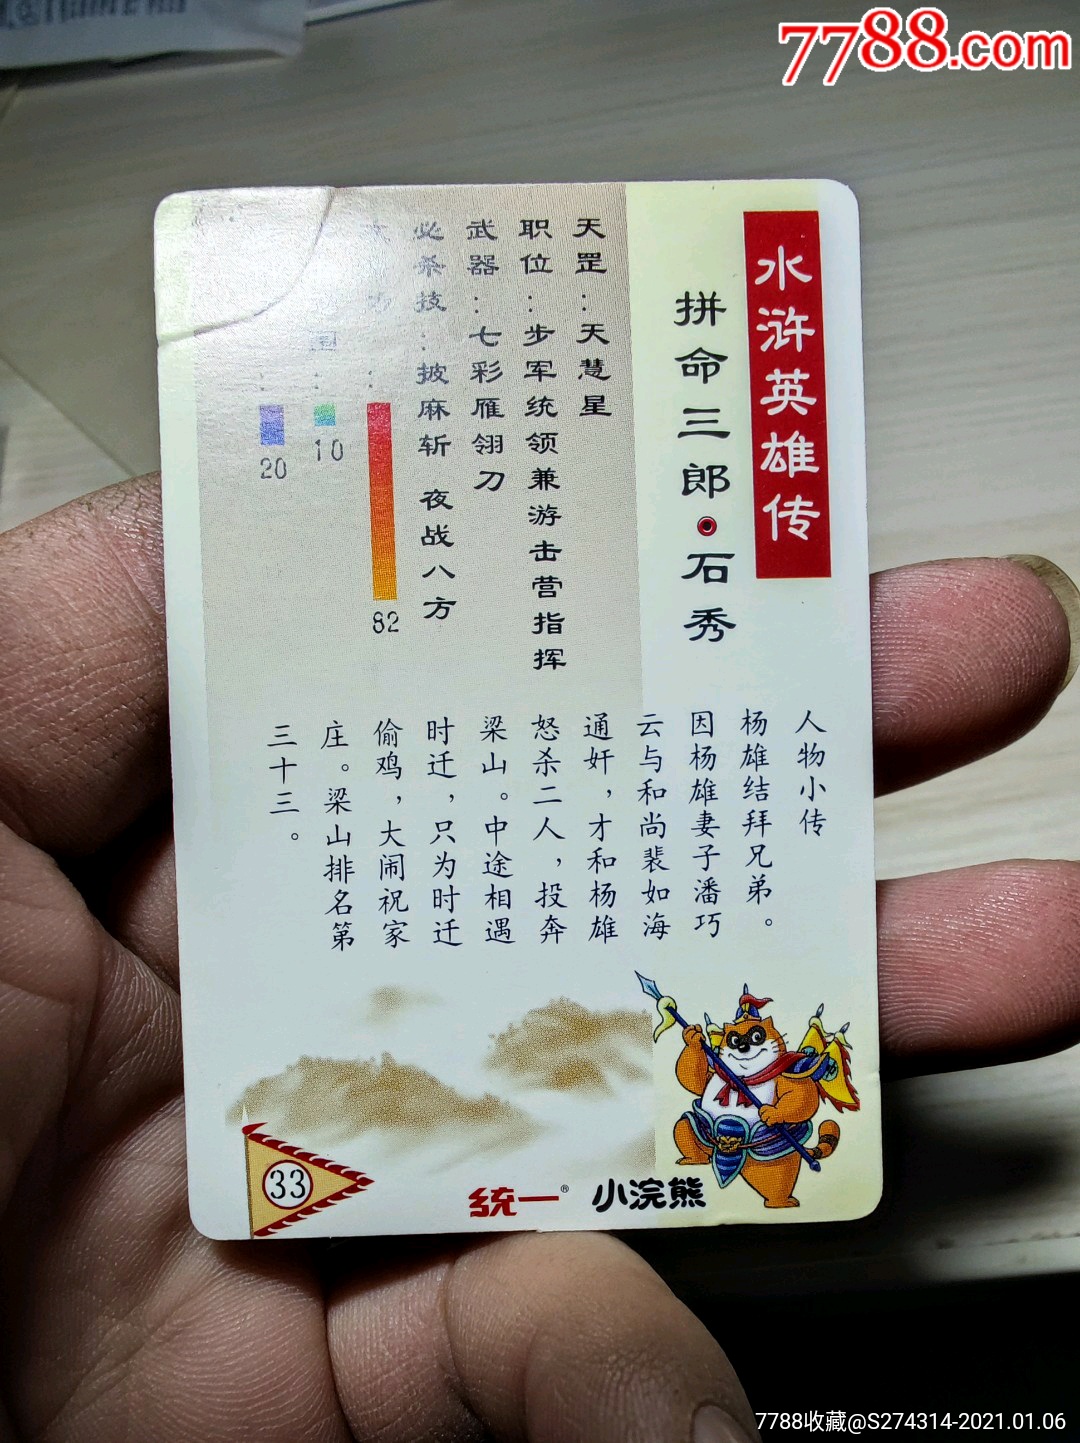 7788.com
水浒英雄传
拼命三郎·石秀
天罡：天慧星
职位：步军统领兼游击营指挥
武器：七彩雁翎刀
必杀技：披麻斩 夜战八方
：82
：10
：20
人物小传
杨雄结拜兄弟。
因杨雄妻子潘巧
云与和尚裴如海
通奸，才和杨雄
怒杀二人，投奔
梁山。中途相遇
时迁，只为时迁
偷鸡，大闹祝家
庄。梁山排名第
三十三。
33
统一®
小浣熊
7788收藏@S274314-2021.01.06